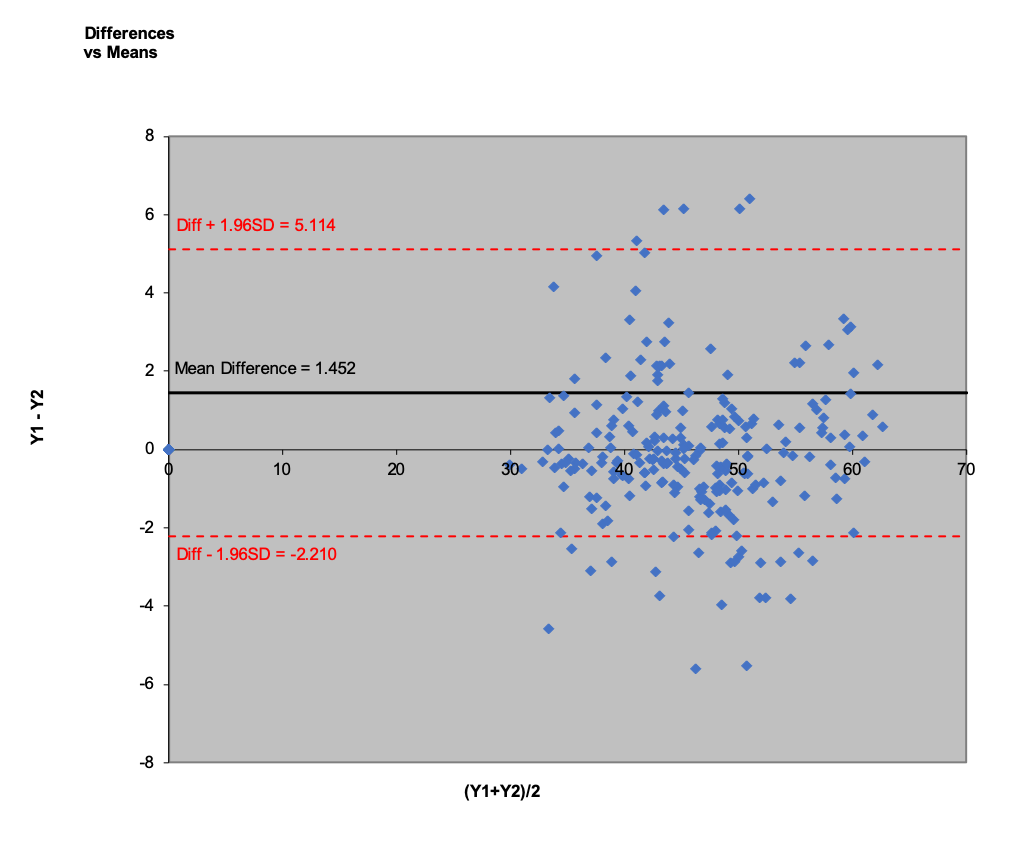 Differences
vs Means
8
6
Diff + 1.96SD = 5.114
4
Mean Difference = 1.452
2
Y1 - Y2
0
0 10 20 30 40 50 60 70
-2
Diff - 1.96SD = -2.210
-4
-6
-8
(Y1+Y2)/2